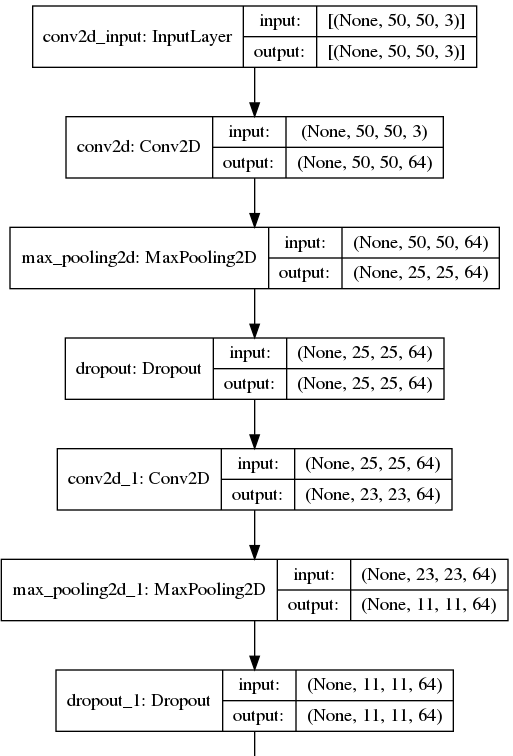 conv2d_input: InputLayer
input:
[(None, 50, 50, 3)]
output:
[(None, 50, 50, 3)]
conv2d: Conv2D
input:
(None, 50, 50, 3)
output:
(None, 50, 50, 64)
max_pooling2d: MaxPooling2D
input:
(None, 50, 50, 64)
output:
(None, 25, 25, 64)
dropout: Dropout
input:
(None, 25, 25, 64)
output:
(None, 25, 25, 64)
conv2d_1: Conv2D
input:
(None, 25, 25, 64)
output:
(None, 23, 23, 64)
max_pooling2d_1: MaxPooling2D
input:
(None, 23, 23, 64)
output:
(None, 11, 11, 64)
dropout_1: Dropout
input:
(None, 11, 11, 64)
output:
(None, 11, 11, 64)